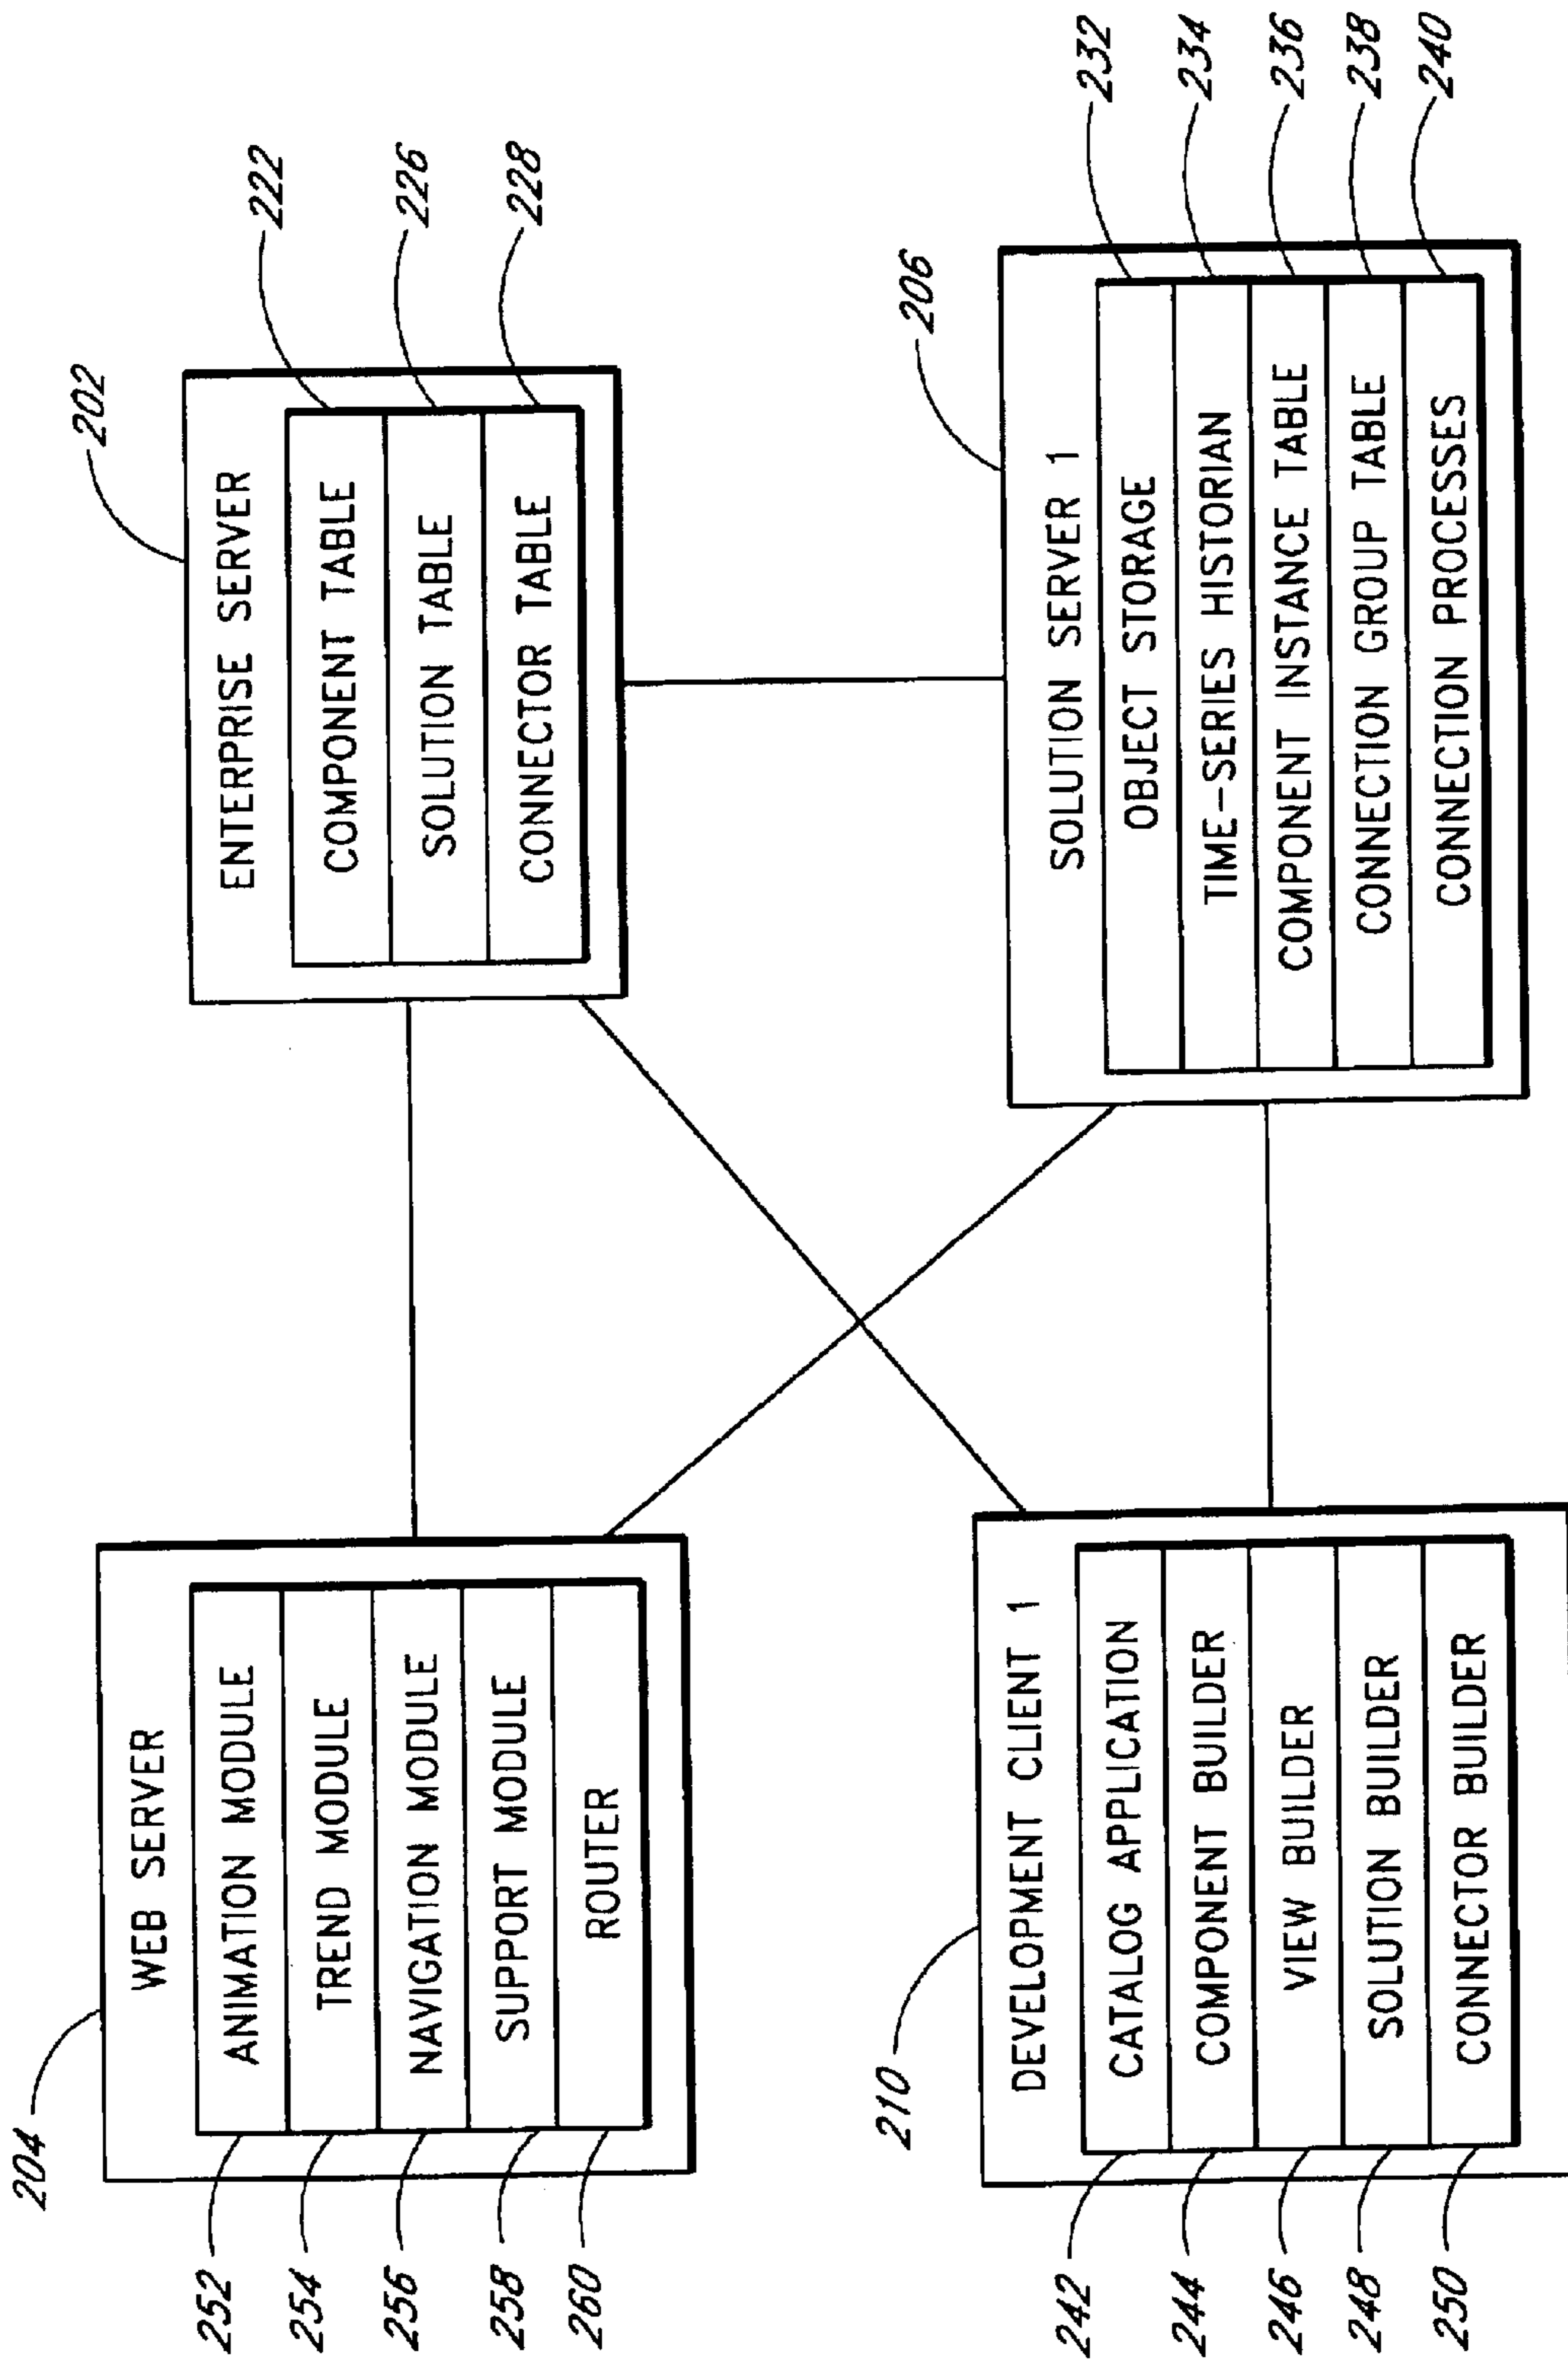 204
WEB SERVER
252
ANIMATION MODULE
254
TREND MODULE
256
NAVIGATION MODULE
258
SUPPORT MODULE
260
ROUTER
202
ENTERPRISE SERVER
COMPONENT TABLE
222
SOLUTION TABLE
226
CONNECTOR TABLE
228
210
DEVELOPMENT CLIENT 1
242
CATALOG APPLICATION
244
COMPONENT BUILDER
246
VIEW BUILDER
248
SOLUTION BUILDER
250
CONNECTOR BUILDER
206
SOLUTION SERVER 1
OBJECT STORAGE
232
TIME-SERIES HISTORIAN
234
COMPONENT INSTANCE TABLE
236
CONNECTION GROUP TABLE
238
CONNECTION PROCESSES
240